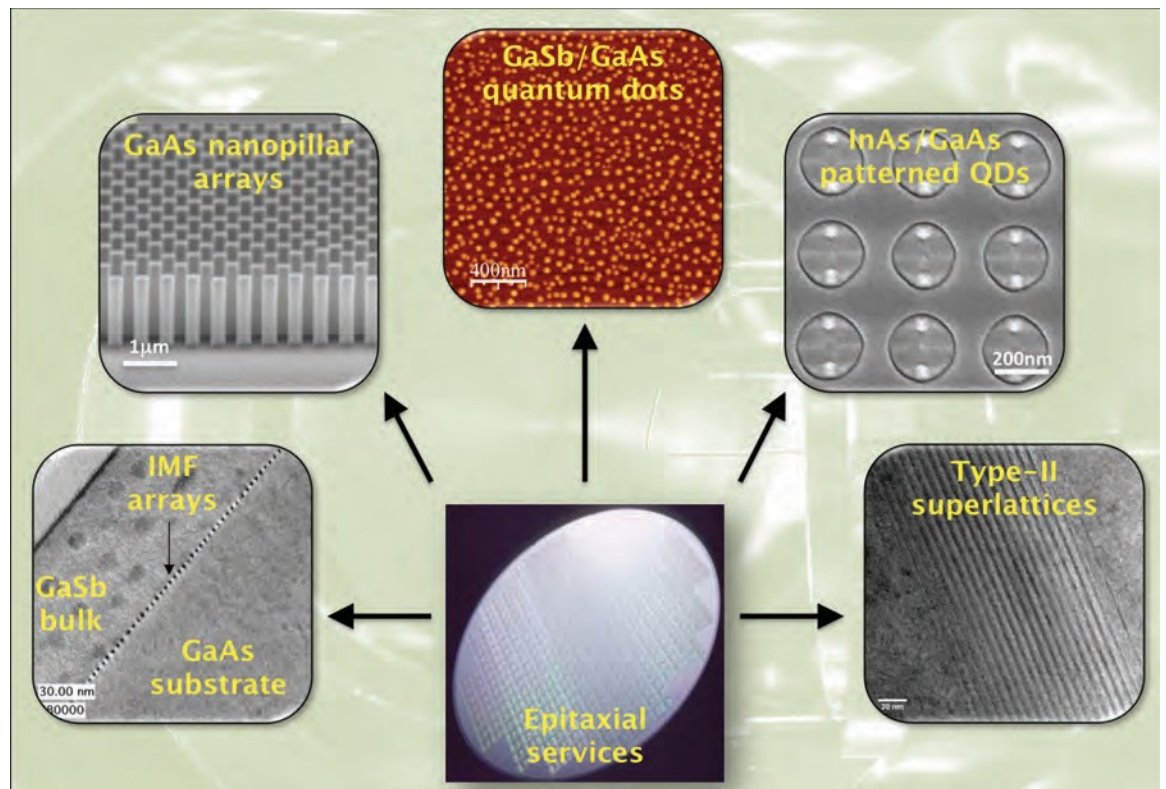 GaSb/GaAs
quantum dots
400nm
GaAs nanopillar
arrays
1μm
InAs/GaAs
patterned QDs
200nm
IMF
arrays
GaSb
bulk
GaAs
substrate
30.00 nm
80000
Type-II
superlattices
20 nm
Epitaxial
services